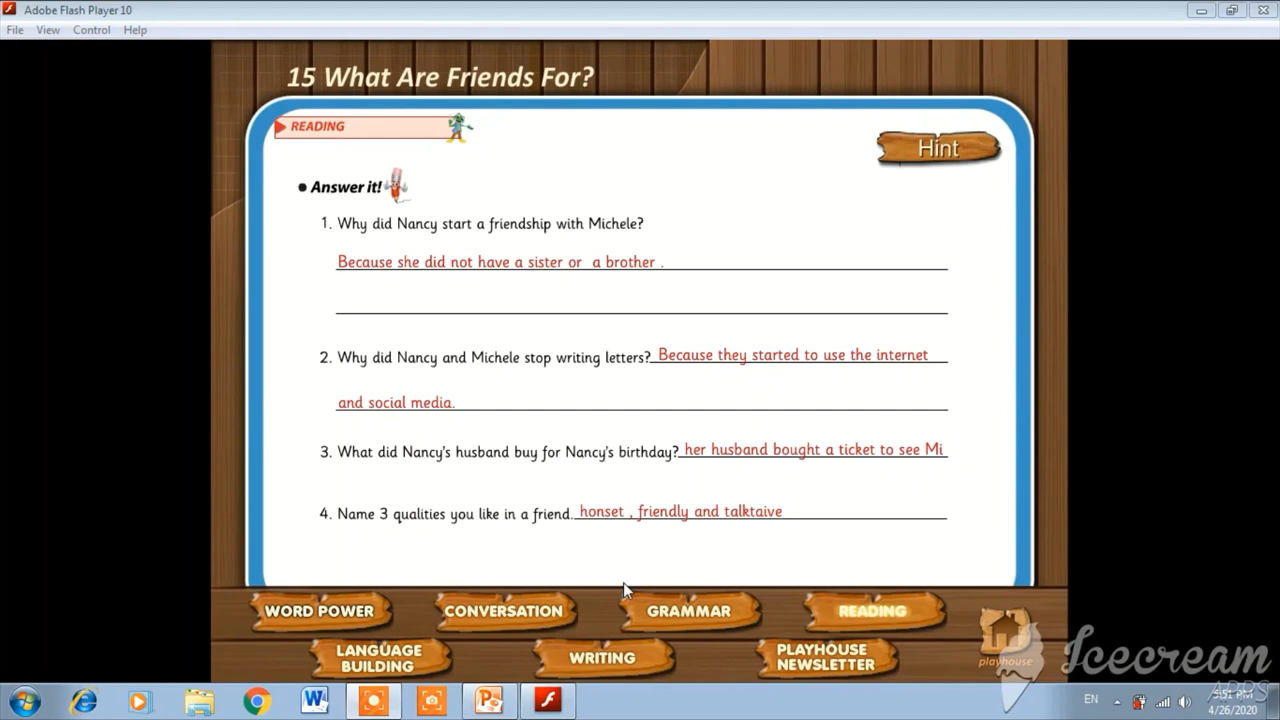 Adobe Flash Player 10
File View Control Help
15 What Are Friends For?
READING
Hint
Answer it!
1. Why did Nancy start a friendship with Michele?
Because she did not have a sister or a brother .
2. Why did Nancy and Michele stop writing letters? Because they started to use the internet
and social media.
3. What did Nancy's husband buy for Nancy's birthday? her husband bought a ticket to see Mi
4. Name 3 qualities you like in a friend. honset , friendly and talktaive
WORD POWER CONVERSATION GRAMMAR READING
LANGUAGE BUILDING WRITING PLAYHOUSE NEWSLETTER
playhouse
Icecream
APPS
EN
5:51 PM
4/26/2020